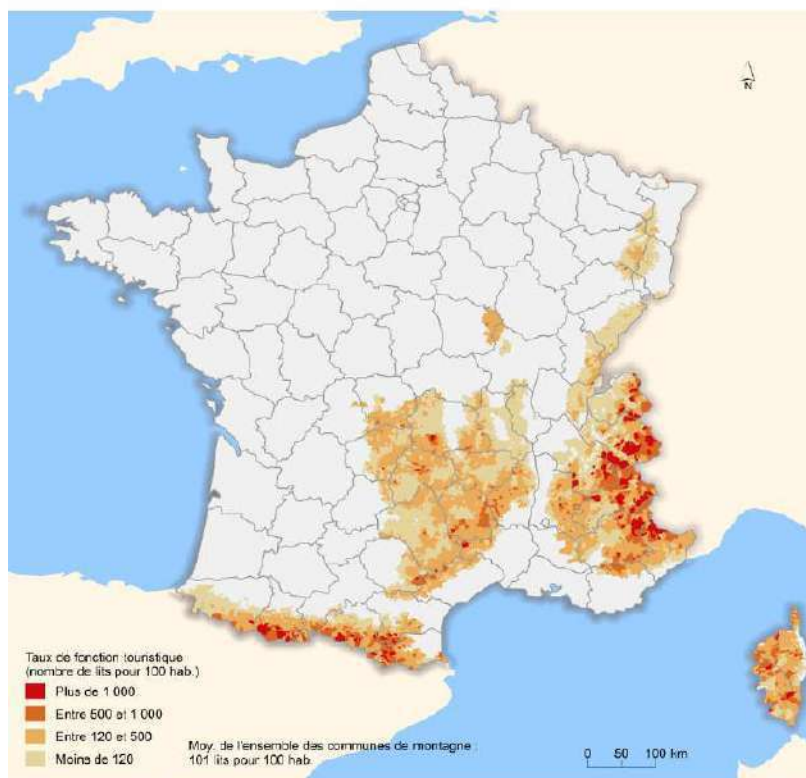 N
Taux de fonction touristique
(nombre de lits pour 100 hab.)
Plus de 1 000
Entre 500 et 1 000
Entre 120 et 500
Moins de 120
Moy. de l'ensemble des communes de montagne :
101 lits pour 100 hab.
0 50 100 km